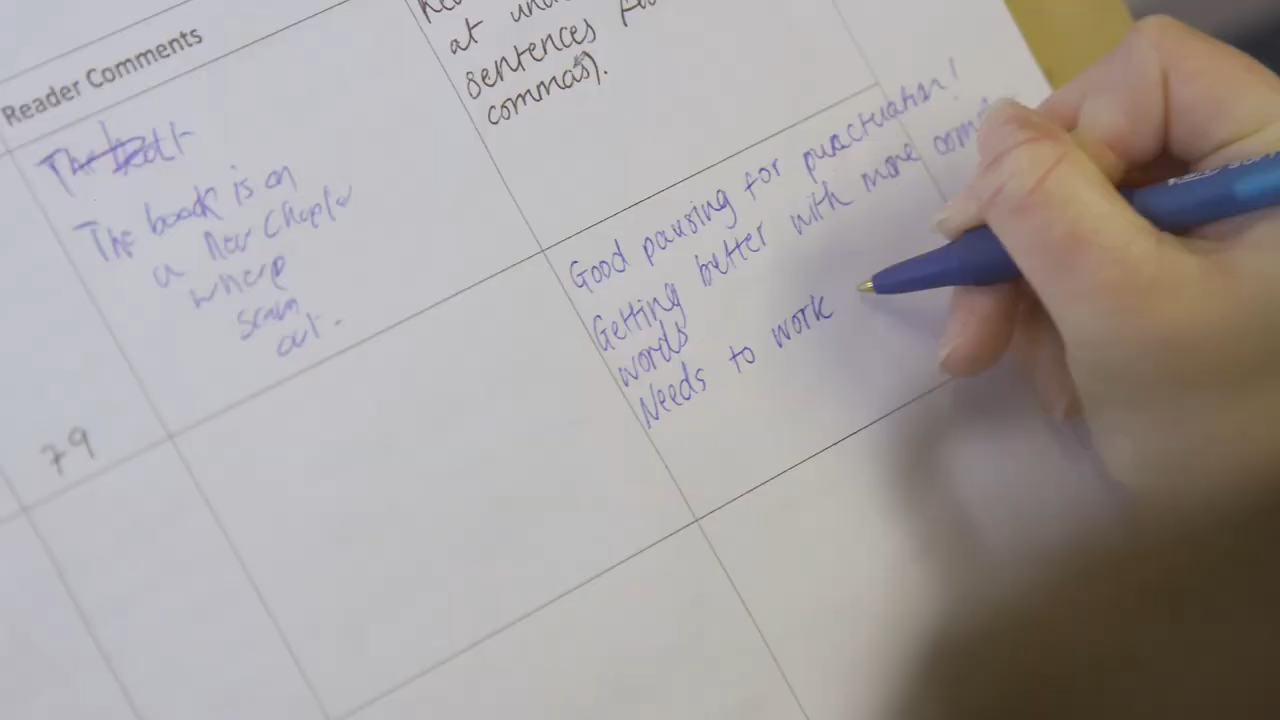 Reader Comments
at
sentences
commas).
The book is on
a new Chapter
where
out.
79
Good pausing for punctuation!
Getting better with more
words
Needs to work